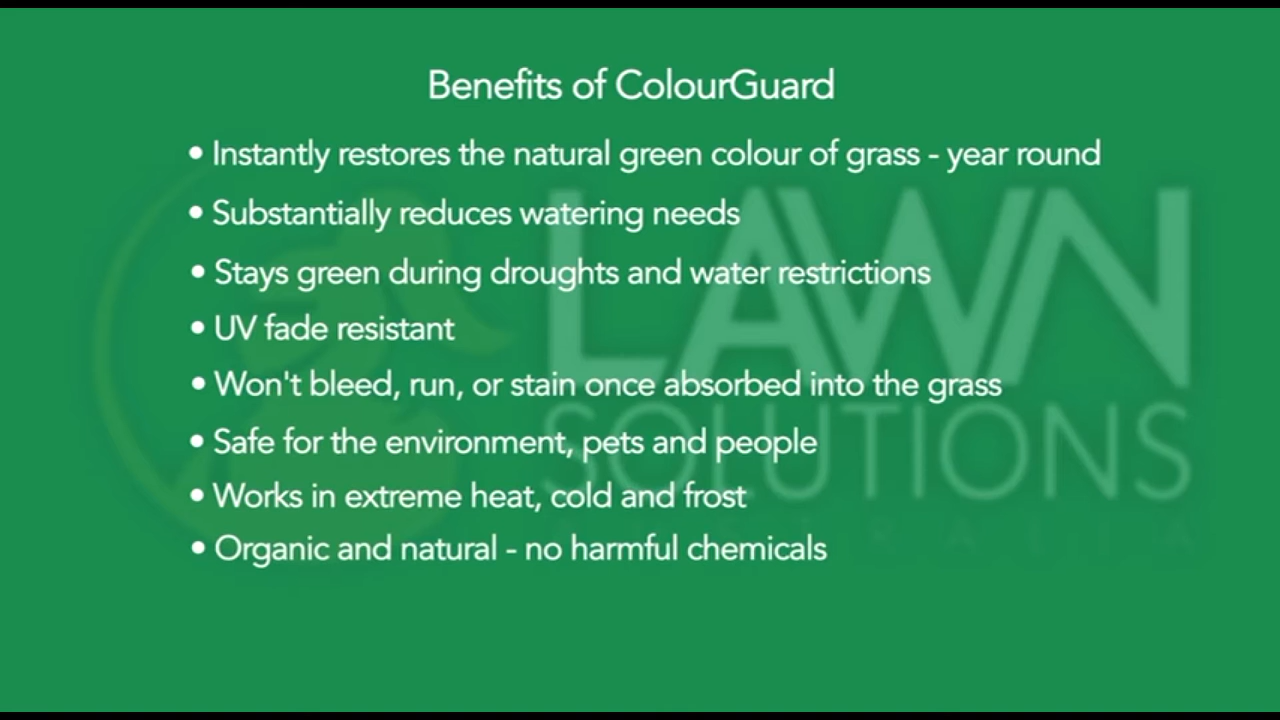 Benefits of ColourGuard
• Instantly restores the natural green colour of grass - year round
• Substantially reduces watering needs
• Stays green during droughts and water restrictions
• UV fade resistant
• Won't bleed, run, or stain once absorbed into the grass
• Safe for the environment, pets and people
• Works in extreme heat, cold and frost
• Organic and natural - no harmful chemicals
LAWN
SOLUTIONS
AUSTRALIA